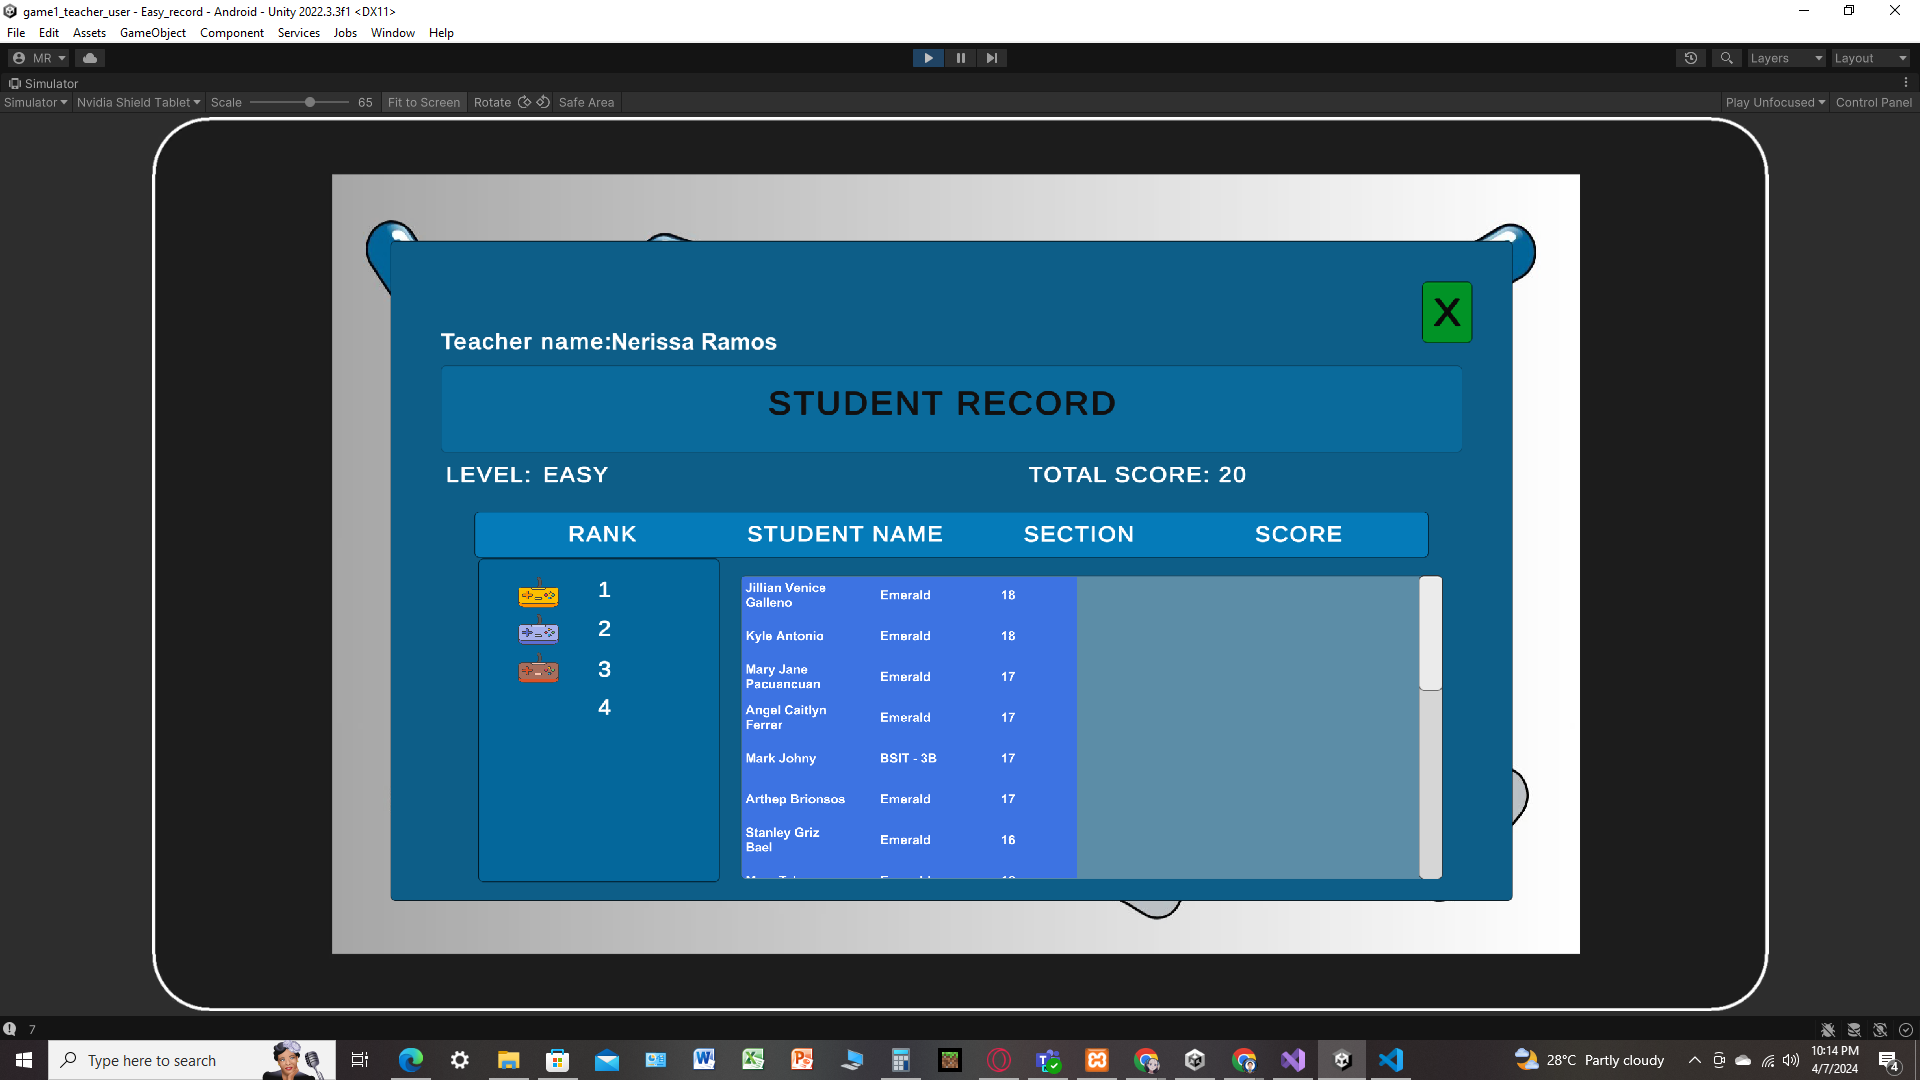 game1_teacher_user - Easy_record - Android - Unity 2022.3.3f1 <DX11>
File Edit Assets GameObject Component Services Jobs Window Help
MR Layers Layout
Simulator
Simulator Nvidia Shield Tablet Scale 65 Fit to Screen Rotate Safe Area Play Unfocused Control Panel
X
Teacher name:Nerissa Ramos
STUDENT RECORD
LEVEL: EASY TOTAL SCORE: 20
RANK STUDENT NAME SECTION SCORE
1
2
3
4
Jillian Venice
Galleno
Emerald 18
Kyle Antonio Emerald 18
Mary Jane
Pacuancuan
Emerald 17
Angel Caitlyn
Ferrer
Emerald 17
Mark Johny BSIT - 3B 17
Arthep Brionsos Emerald 17
Stanley Griz
Bael
Emerald 16
7
Type here to search
28°C Partly cloudy
10:14 PM
4/7/2024
4